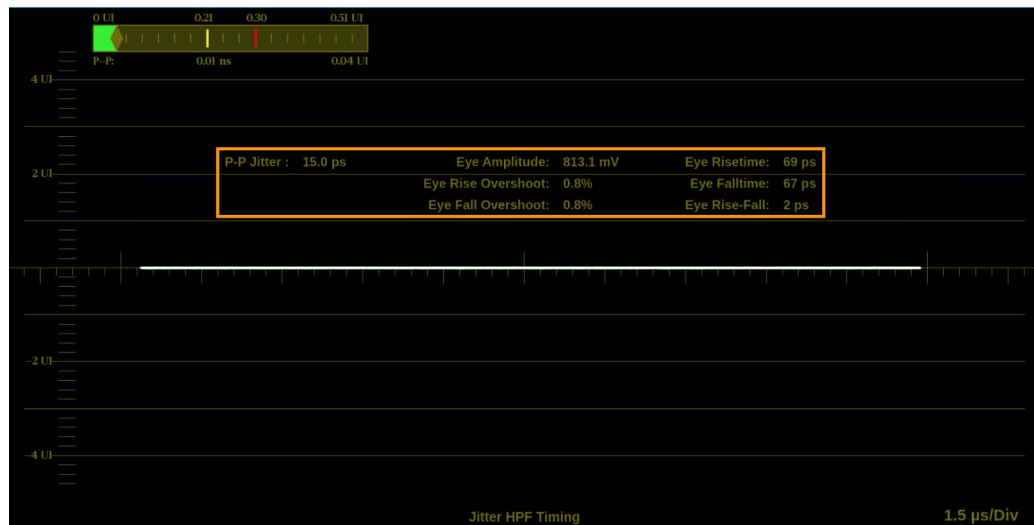 0 UI 0.21 0.30 0.51 UI
P-P: 0.01 ns 0.04 UI
4 UI
P-P Jitter : 15.0 ps Eye Amplitude: 813.1 mV Eye Risetime: 69 ps
2 UI
Eye Rise Overshoot: 0.8% Eye Falltime: 67 ps
Eye Fall Overshoot: 0.8% Eye Rise-Fall: 2 ps
-2 UI
-4 UI
Jitter HPF Timing 1.5 µs/Div